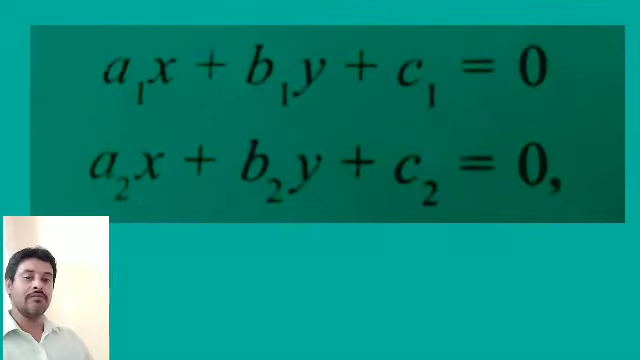 a₁x + b₁y + c₁ = 0
a₂x + b₂y + c₂ = 0,